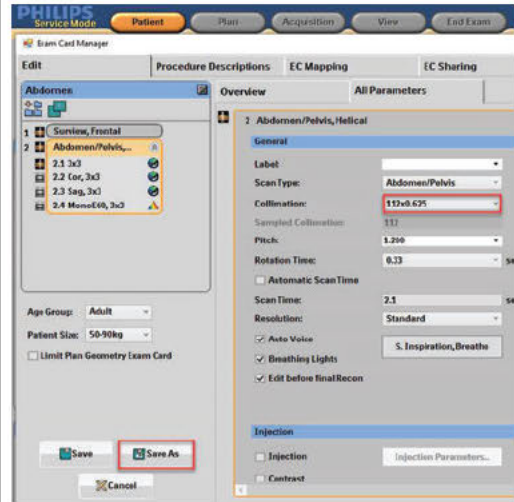 PHILIPS
Service Mode
Patient
Plan
Acquisition
View
End Exam
Exam Card Manager
Edit
Procedure Descriptions
EC Mapping
EC Sharing
Abdomen
Overview
All Parameters
1 Surview, Frontal
2 Abdomen/Pelvis,...
2.1 3x3
2.2 Cor, 3x3
2.3 Sag, 3x3
2.4 MonoE60, 3x3
2 Abdomen/Pelvis, Helical
General
Label:
Scan Type: Abdomen/Pelvis
Collimation: 112x0.625
Sampled Collimation: 112
Pitch: 1.200
Rotation Time: 0.33 se
Automatic Scan Time
Scan Time: 2.1 se
Resolution: Standard
Auto Voice
S. Inspiration,Breathe
Breathing Lights
Edit before final Recon
Age Group: Adult
Patient Size: 50-90kg
Limit Plan Geometry Exam Card
Injection
Injection
Injection Parameters...
Contrast
Save
Save As
Cancel